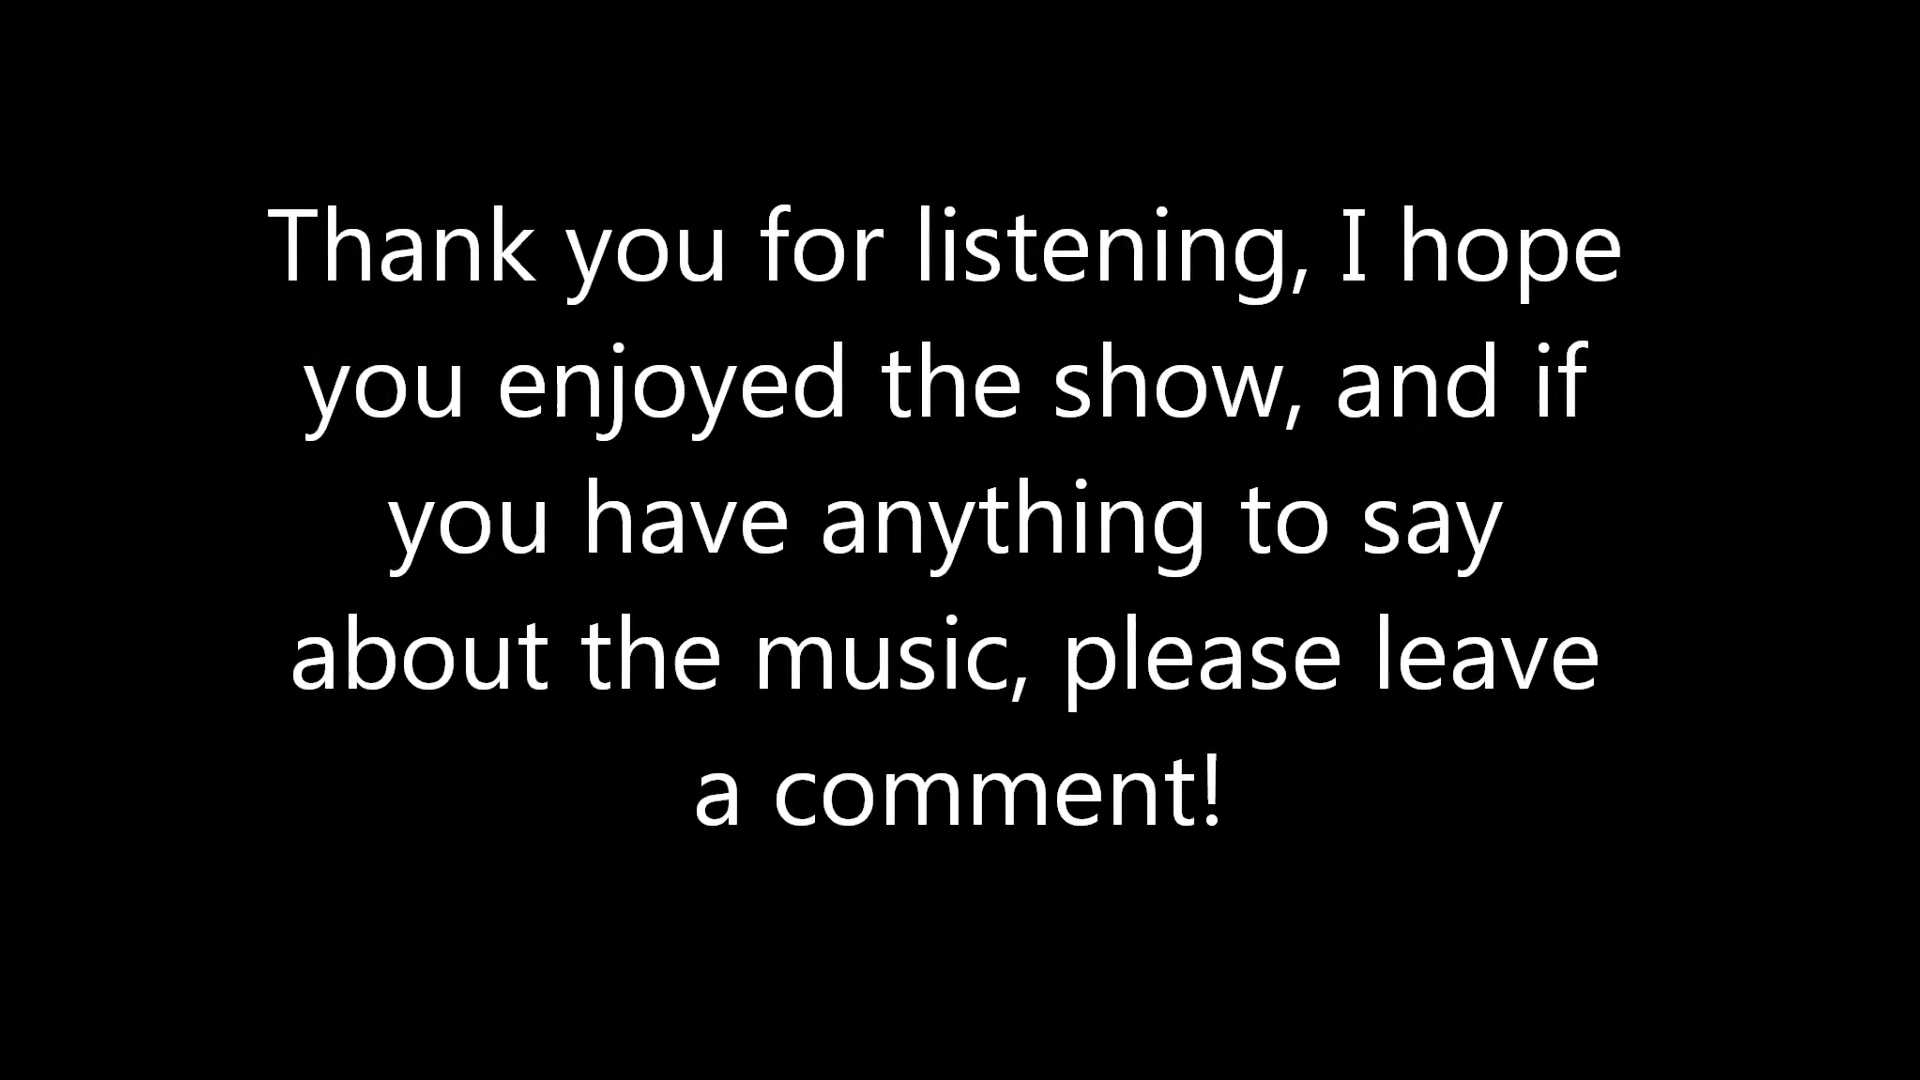 Thank you for listening, I hope
you enjoyed the show, and if
you have anything to say
about the music, please leave
a comment!